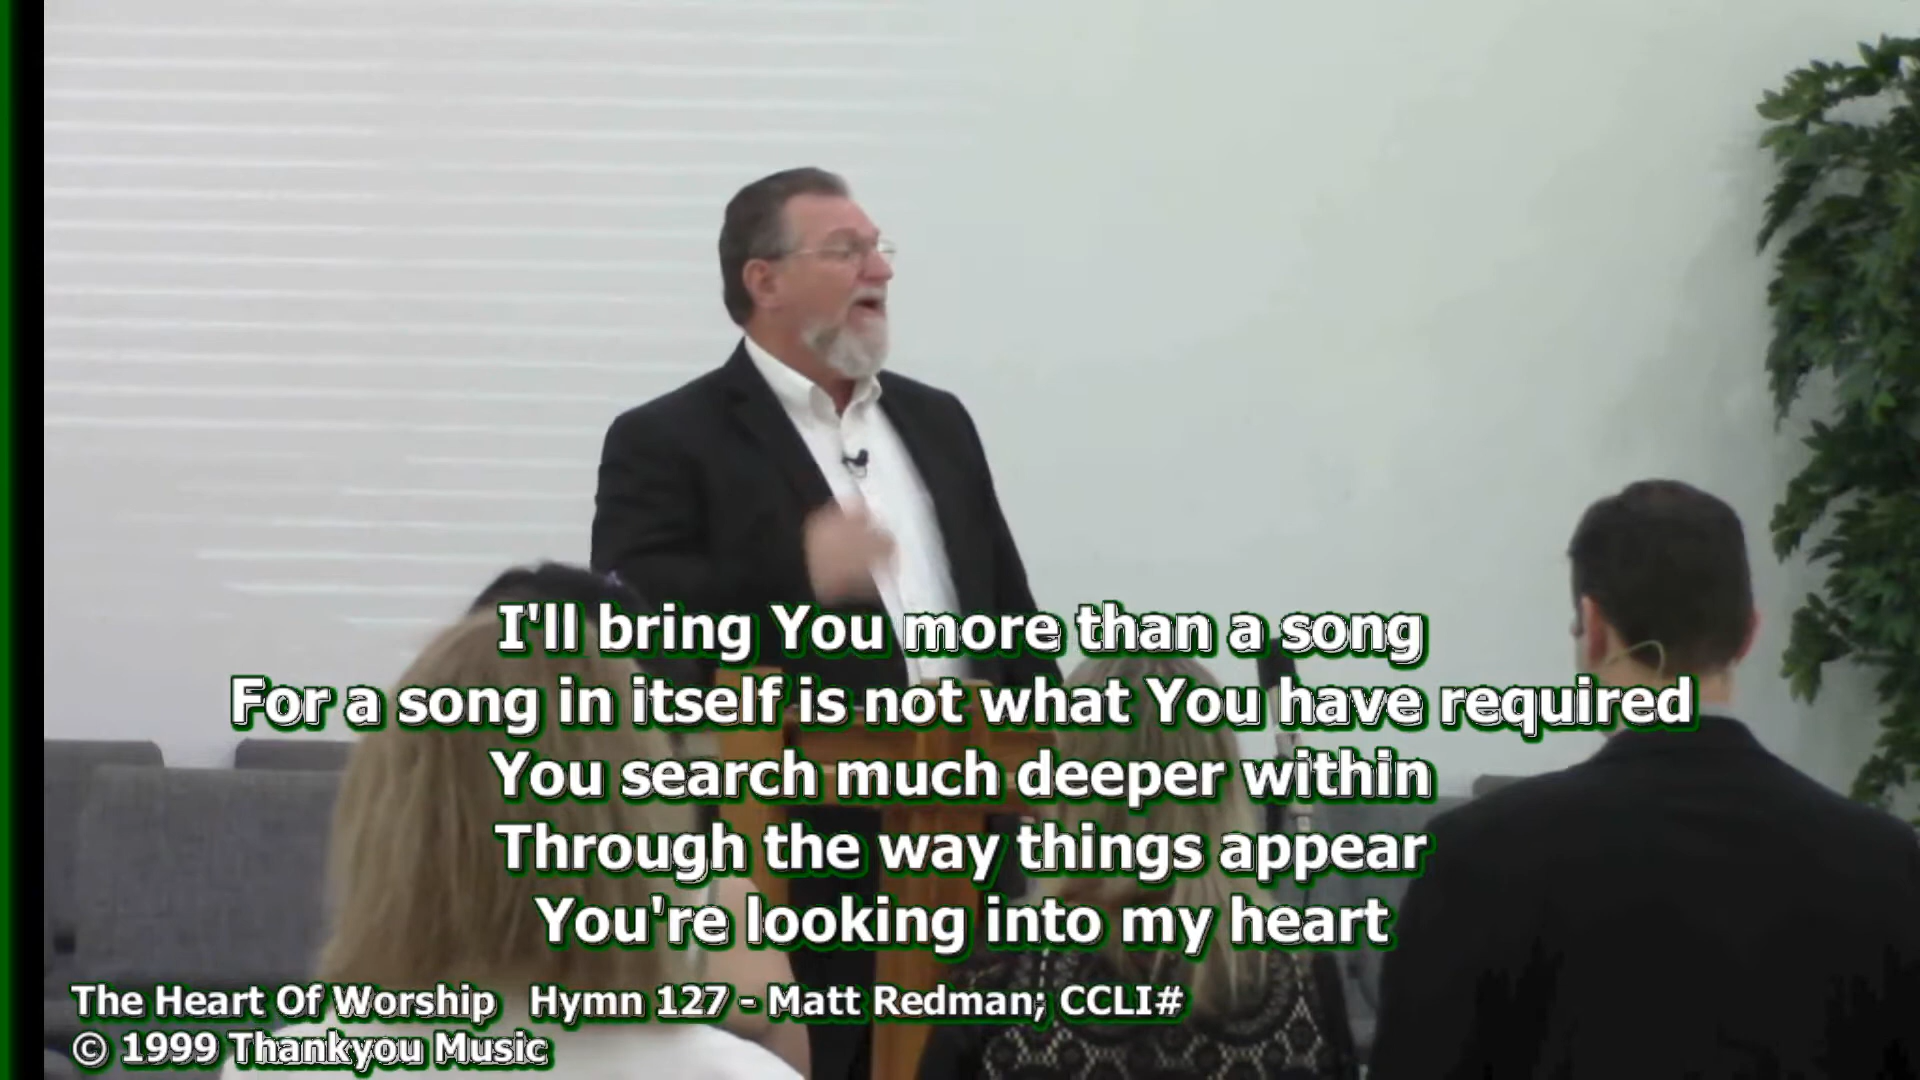 I'll bring You more than a song
For a song in itself is not what You have required
You search much deeper within
Through the way things appear
You're looking into my heart
The Heart Of Worship   Hymn 127 - Matt Redman; CCLI#
© 1999 Thankyou Music